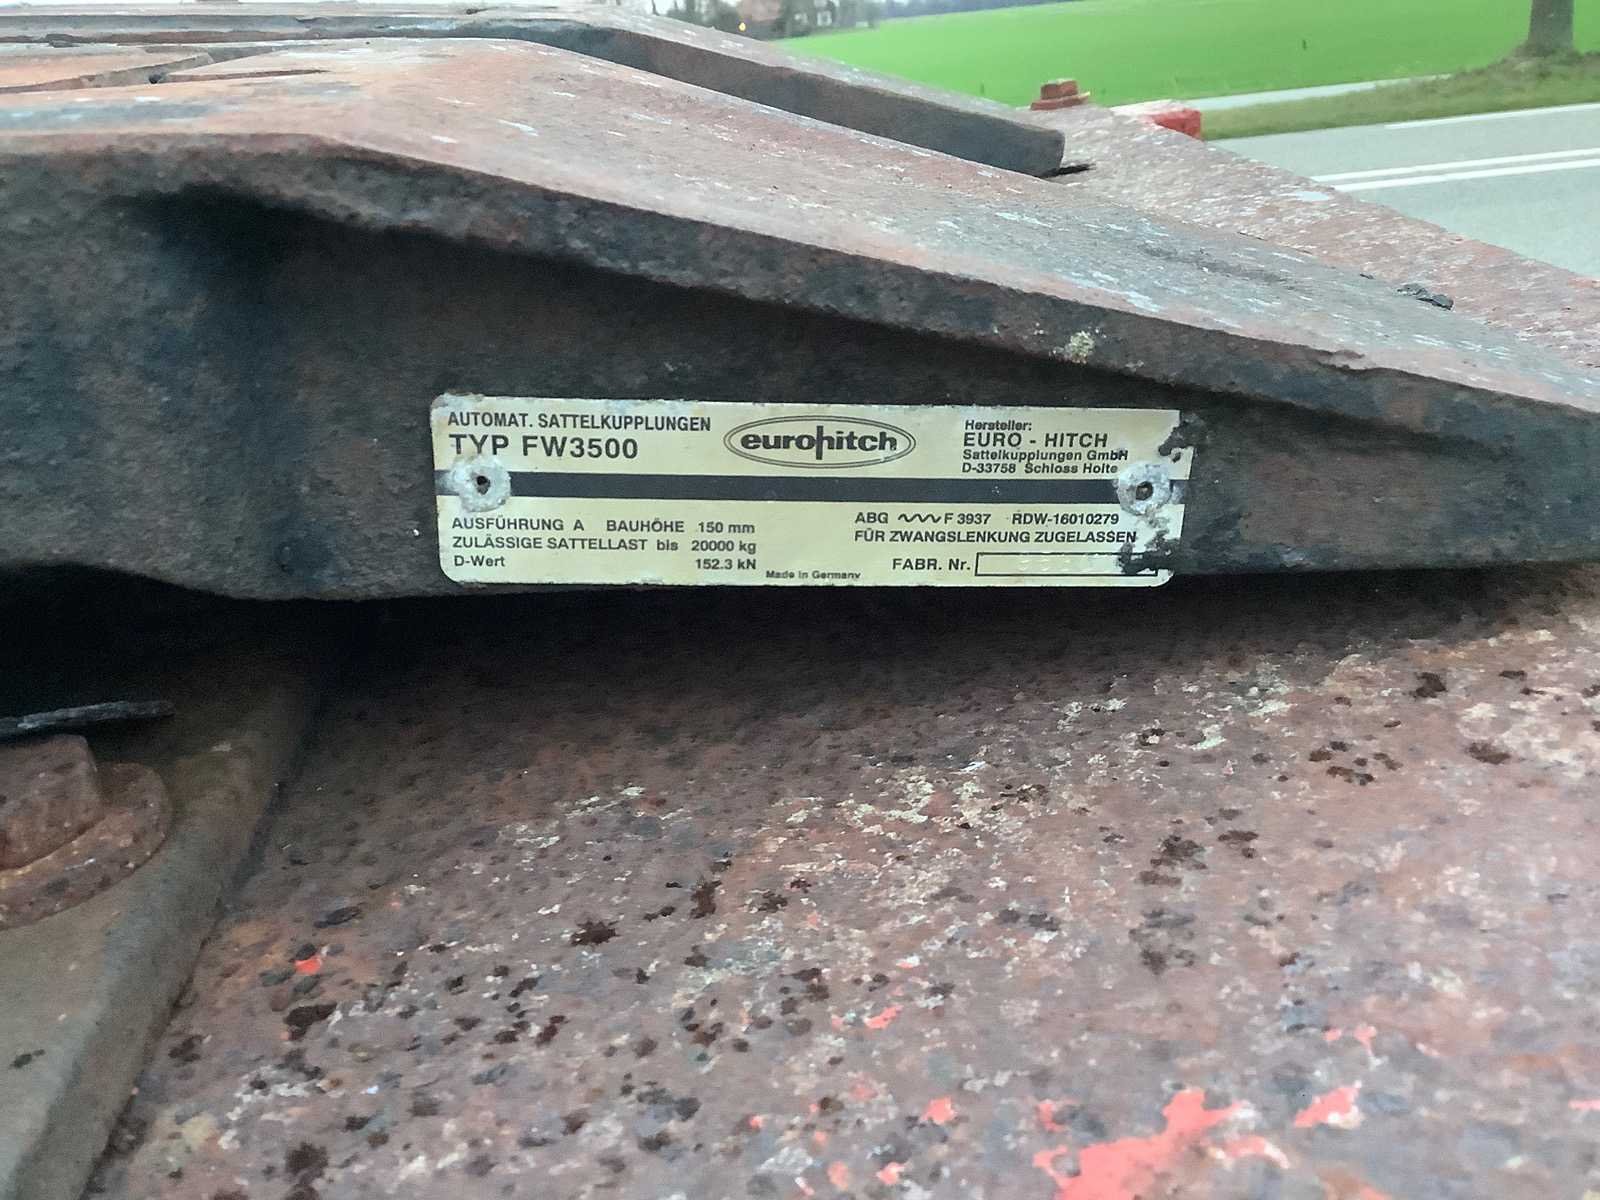 AUTOMAT. SATTELKUPPLUNGEN
TYP FW3500
eurohitch
Hersteller:
EURO - HITCH
Sattelkupplungen GmbH
D-33758 Schloss Holte
AUSFÜHRUNG A BAUHÖHE 150 mm
ZULÄSSIGE SATTELLAST bis 20000 kg
D-Wert 152.3 kN
Made in Germany
ABG F 3937 RDW-16010279
FÜR ZWANGSLENKUNG ZUGELASSEN
FABR. Nr.